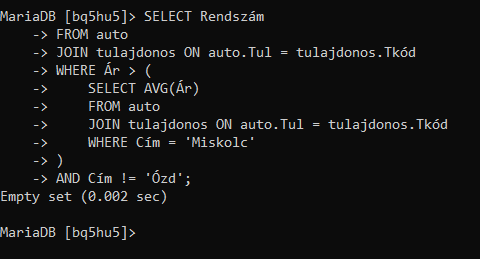 MariaDB [bq5hu5]> SELECT Rendszám
    -> FROM auto
    -> JOIN tulajdonos ON auto.Tul = tulajdonos.Tkód
    -> WHERE Ár > (
    ->     SELECT AVG(Ár)
    ->     FROM auto
    ->     JOIN tulajdonos ON auto.Tul = tulajdonos.Tkód
    ->     WHERE Cím = 'Miskolc'
    -> )
    -> AND Cím != 'Ózd';
Empty set (0.002 sec)
MariaDB [bq5hu5]>